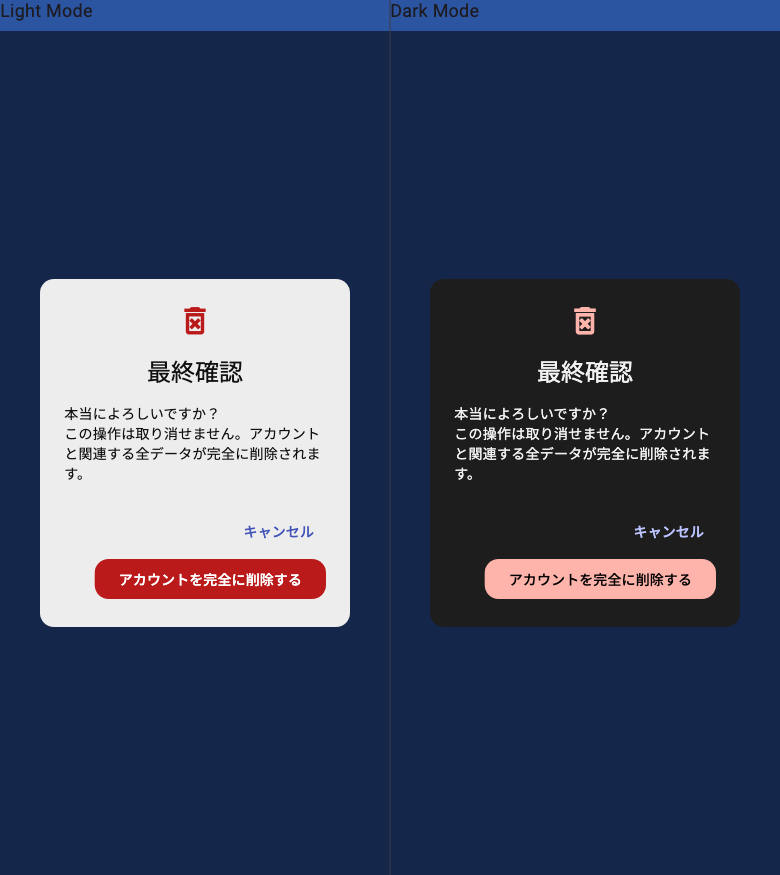 Light Mode
Dark Mode
最終確認
本当によろしいですか？
この操作は取り消せません。アカウント
と関連する全データが完全に削除されま
す。
キャンセル
アカウントを完全に削除する
最終確認
本当によろしいですか？
この操作は取り消せません。アカウント
と関連する全データが完全に削除されま
す。
キャンセル
アカウントを完全に削除する